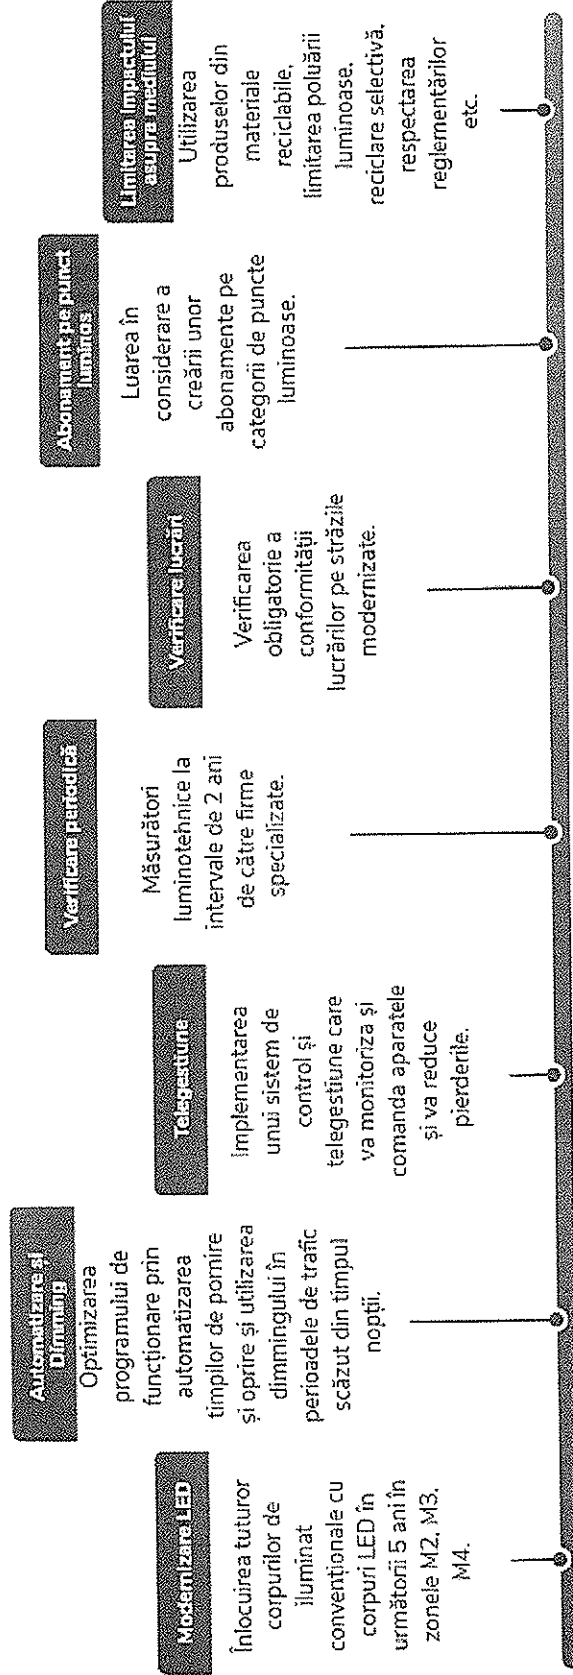 Modernizare LED
Înlocuirea tuturor
corpurilor de
iluminat
convenționale cu
corpuri LED în
următorii 5 ani în
zonele M2, M3,
M4.
Automatizare și
Dimming
Optimizarea
programului de
funcționare prin
automatizarea
timpilor de pornire
și oprire și utilizarea
dimmingului în
perioadele de trafic
scăzut din timpul
nopții.
Telegestiune
Implementarea
unui sistem de
control și
telegestiune care
va monitoriza și
comanda aparatele
și va reduce
pierderile.
Verificare periodică
Măsurători
luminotehnice la
intervale de 2 ani
de către firme
specializate.
Verificare lucrări
Verificarea
obligatorie a
conformității
lucrărilor pe străzile
modernizate.
Abonament pe punct
luminos
Luarea în
considerare a
creării unor
abonamente pe
categorii de puncte
luminoase.
Limitarea impactului
asupra mediului
Utilizarea
produselor din
materiale
reciclabile,
limitarea poluării
luminoase,
reciclare selectivă,
respectarea
reglementărilor
etc.